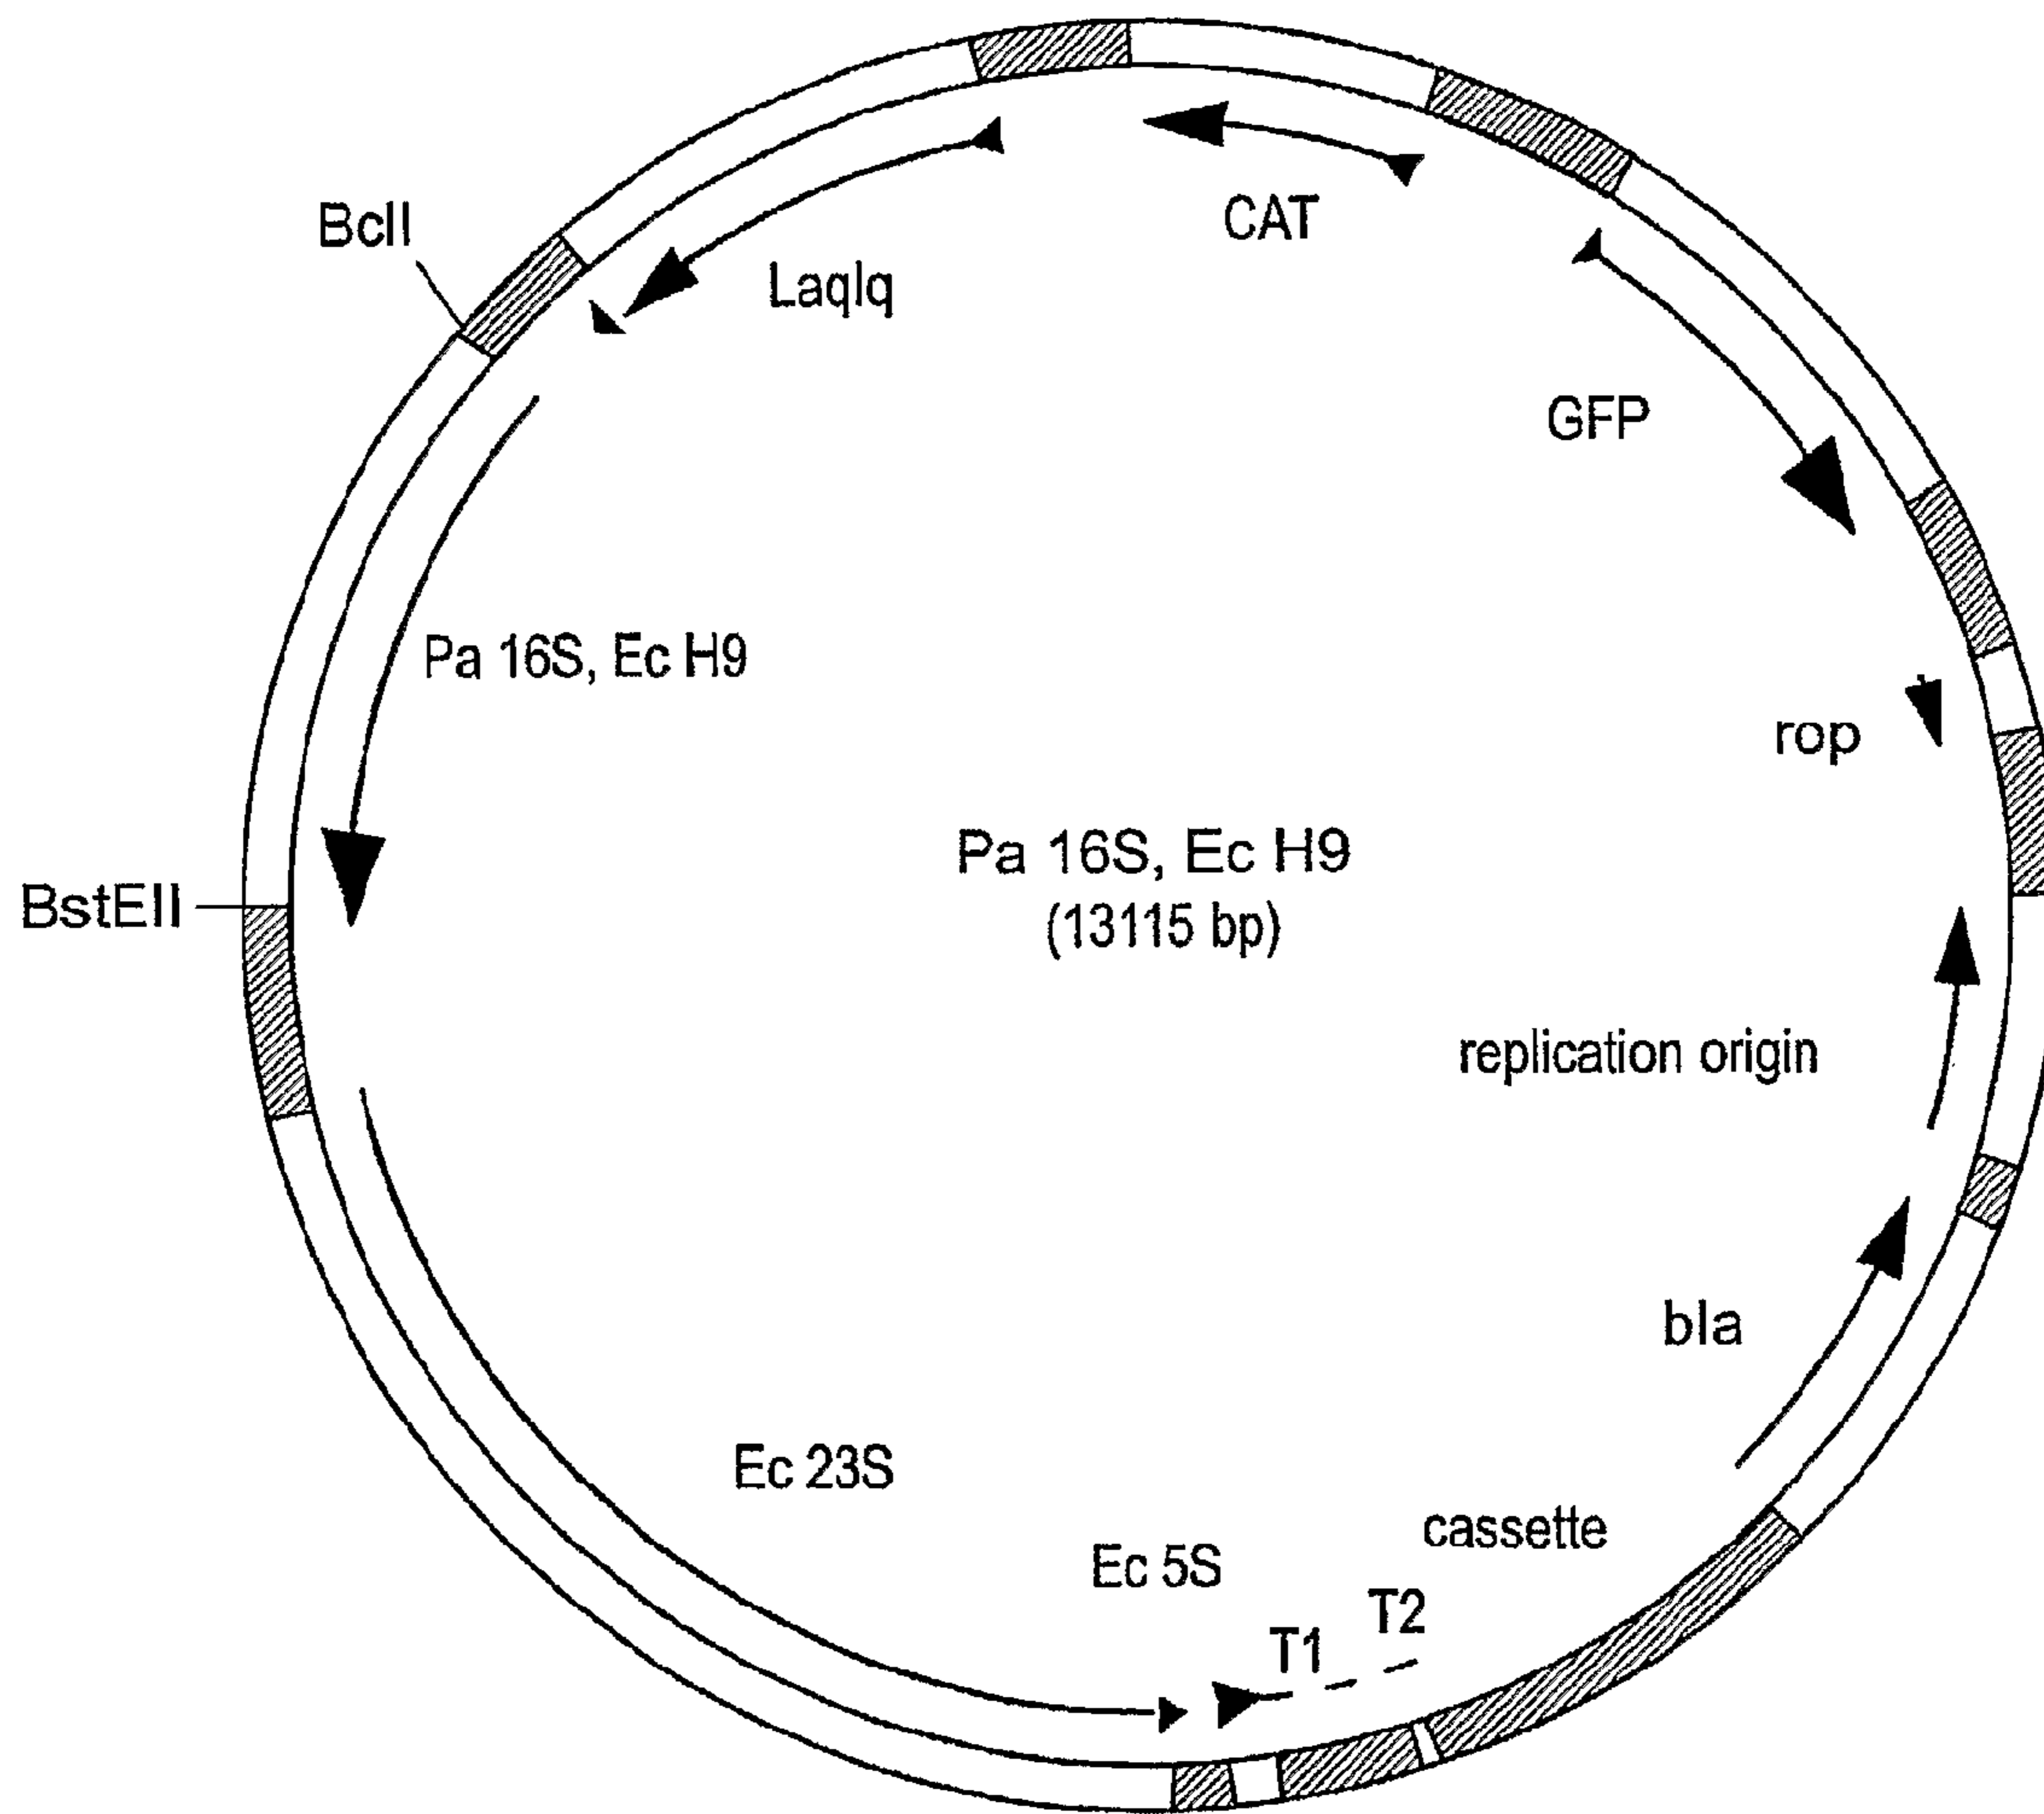 BclI
CAT
LaqIq
GFP
Pa 16S, Ec H9
rop
Pa 16S, Ec H9
(13115 bp)
BstEII
replication origin
bla
Ec 23S
cassette
Ec 5S
T2
T1